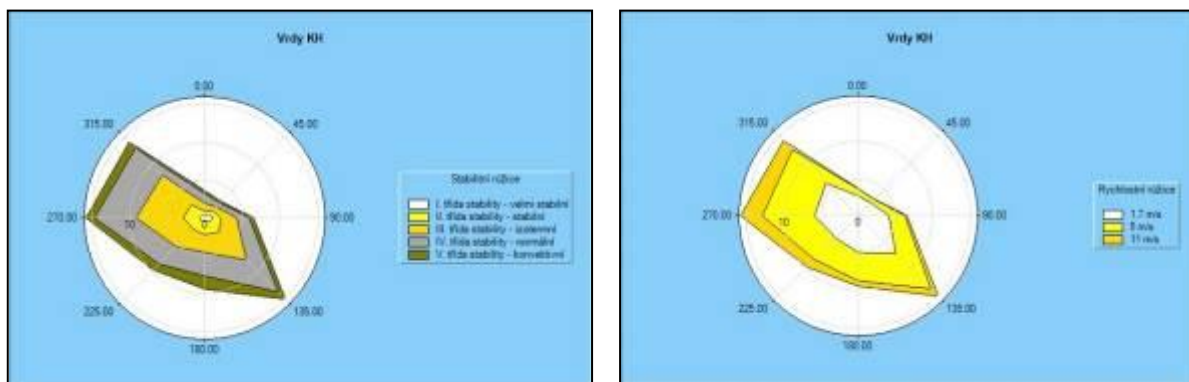 Vrdy KH
0.00
315.00
45.00
270.00
10
0
90.00
225.00
135.00
180.00
Stabilitní růžice
I. třída stability - velmi stabilní
II. třída stability - stabilní
III. třída stability - izotermní
IV. třída stability - normální
V. třída stability - konvektivní
Vrdy KH
0.00
315.00
45.00
270.00
10
0
90.00
225.00
135.00
180.00
Rychlostní růžice
1.7 m/s
5 m/s
11 m/s